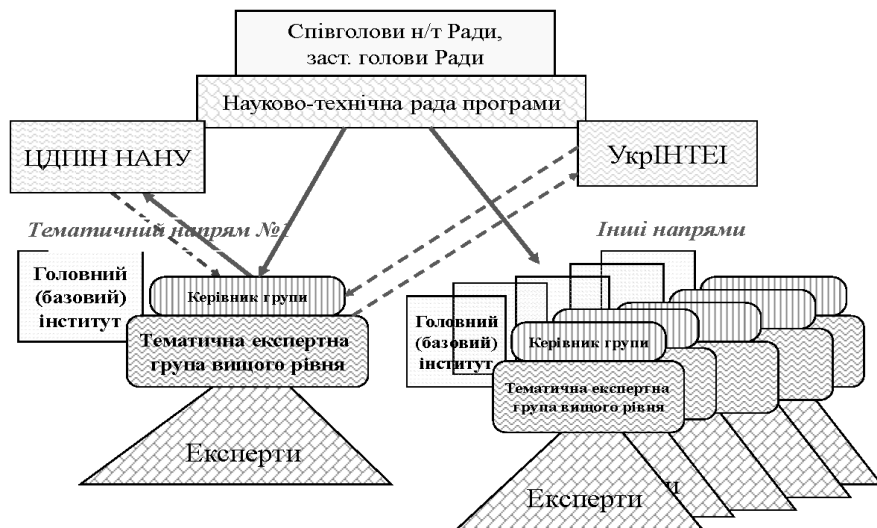 Співголови н/т Ради,
заст. голови Ради
Науково-технічна рада програми
ЦДПІН НАНУ
УкрІНТЕІ
Тематичний напрям №1
Інші напрями
Головний
(базовий)
інститут
Керівник групи
Тематична експертна
група вищого рівня
Експерти
Головний
(базовий)
інститут
Керівник групи
Тематична експертна
група вищого рівня
Експерти